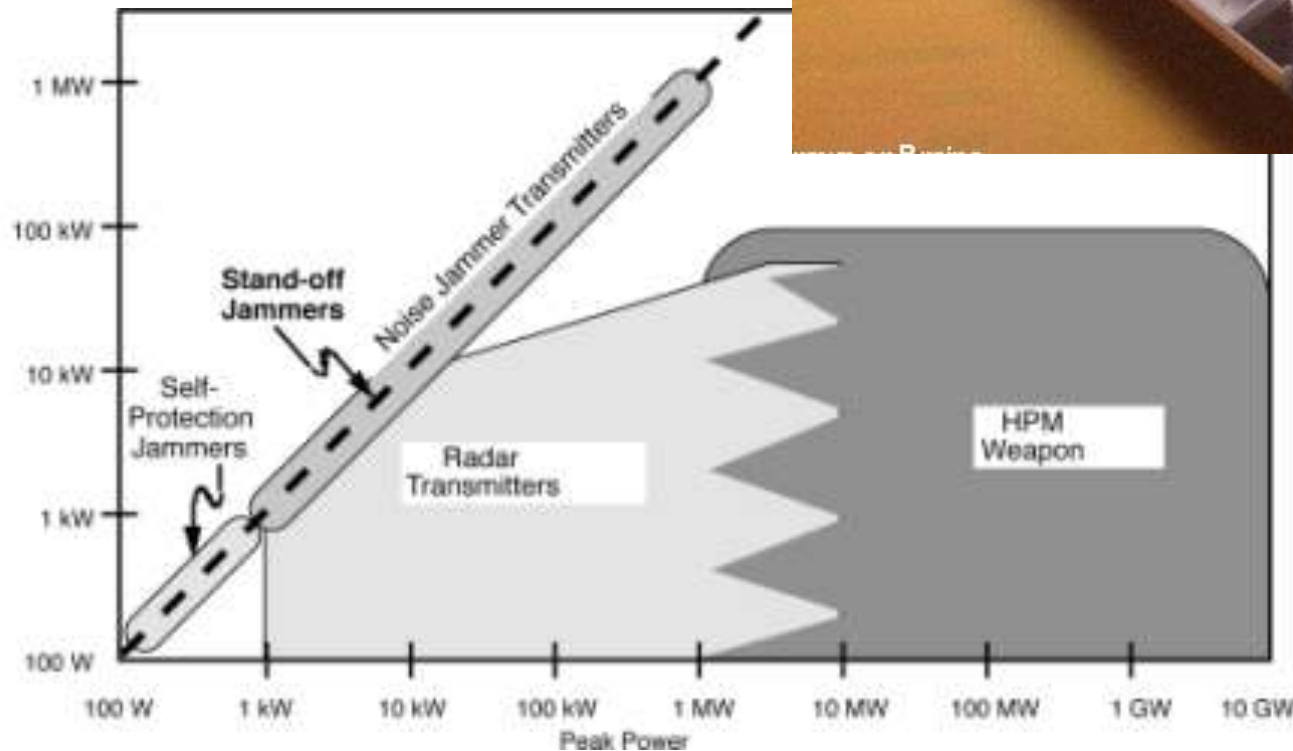 1 MW
100 kW
10 kW
1 kW
100 W
Noise Jammer Transmitters
Stand-off
Jammers
Self-
Protection
Jammers
Radar
Transmitters
HPM
Weapon
100 W
1 kW
10 kW
100 kW
1 MW
10 MW
100 MW
1 GW
10 GW
Peak Power